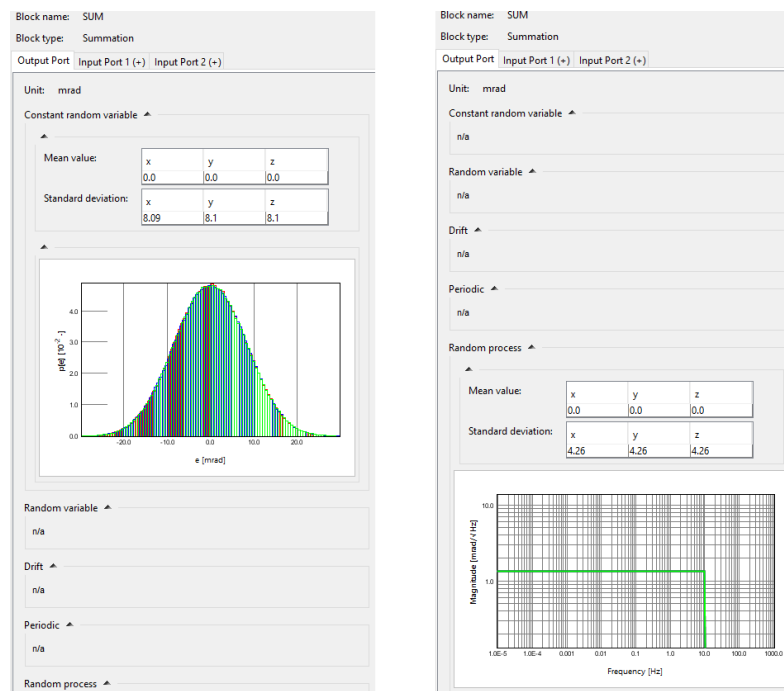 Block name: SUM
Block type: Summation
Output Port Input Port 1 (+) Input Port 2 (+)
Unit: mrad
Constant random variable
Mean value: x y z
0.0 0.0 0.0
Standard deviation: x y z
8.09 8.1 8.1
p(e) [10⁻² -]
4.0
3.0
2.0
1.0
0.0
-20.0 -10.0 0.0 10.0 20.0
e [mrad]
Random variable
n/a
Drift
n/a
Periodic
n/a
Random process
Block name: SUM
Block type: Summation
Output Port Input Port 1 (+) Input Port 2 (+)
Unit: mrad
Constant random variable
n/a
Random variable
n/a
Drift
n/a
Periodic
n/a
Random process
Mean value: x y z
0.0 0.0 0.0
Standard deviation: x y z
4.26 4.26 4.26
Magnitude [mrad/√Hz]
10.0
1.0
1.0E-5 1.0E-4 0.001 0.01 0.1 1.0 10.0 100.0 1000.0
Frequency [Hz]